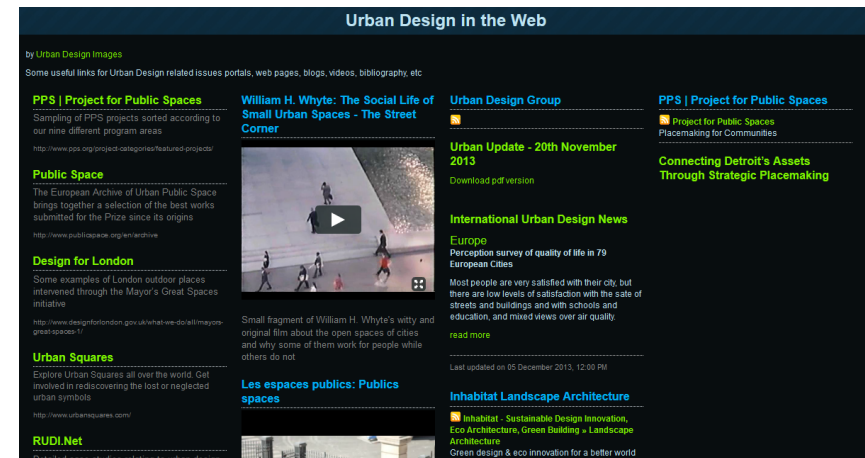 Urban Design in the Web
by Urban Design Images
Some useful links for Urban Design related issues portals, web pages, blogs, videos, bibliography, etc
PPS | Project for Public Spaces
Sampling of PPS projects sorted according to
our nine different program areas
http://www.pps.org/project-categories/featured-projects/
Public Space
The European Archive of Urban Public Space
brings together a selection of the best works
submitted for the Prize since its origins
http://www.publicspace.org/en/archive
Design for London
Some examples of London outdoor places
intervened through the Mayor's Great Spaces
initiative
http://www.designforlondon.gov.uk/what-we-do/all/mayors-
great-spaces-1/
Urban Squares
Explore Urban Squares all over the world. Get
involved in rediscovering the lost or neglected
urban symbols
http://www.urbansquares.com/
RUDI.Net
William H. Whyte: The Social Life of
Small Urban Spaces - The Street
Corner
Small fragment of William H. Whyte's witty and
original film about the open spaces of cities
and why some of them work for people while
others do not
Les espaces publics: Publics
spaces
Urban Design Group
Urban Update - 20th November
2013
Download pdf version
International Urban Design News
Europe
Perception survey of quality of life in 79
European Cities
Most people are very satisfied with their city, but
there are low levels of satisfaction with the sate of
streets and buildings and with schools and
education, and mixed views over air quality.
read more
Last updated on 05 December 2013, 12:00 PM
Inhabitat Landscape Architecture
Inhabitat - Sustainable Design Innovation,
Eco Architecture, Green Building » Landscape
Architecture
Green design & eco innovation for a better world
PPS | Project for Public Spaces
Project for Public Spaces
Placemaking for Communities
Connecting Detroit's Assets
Through Strategic Placemaking